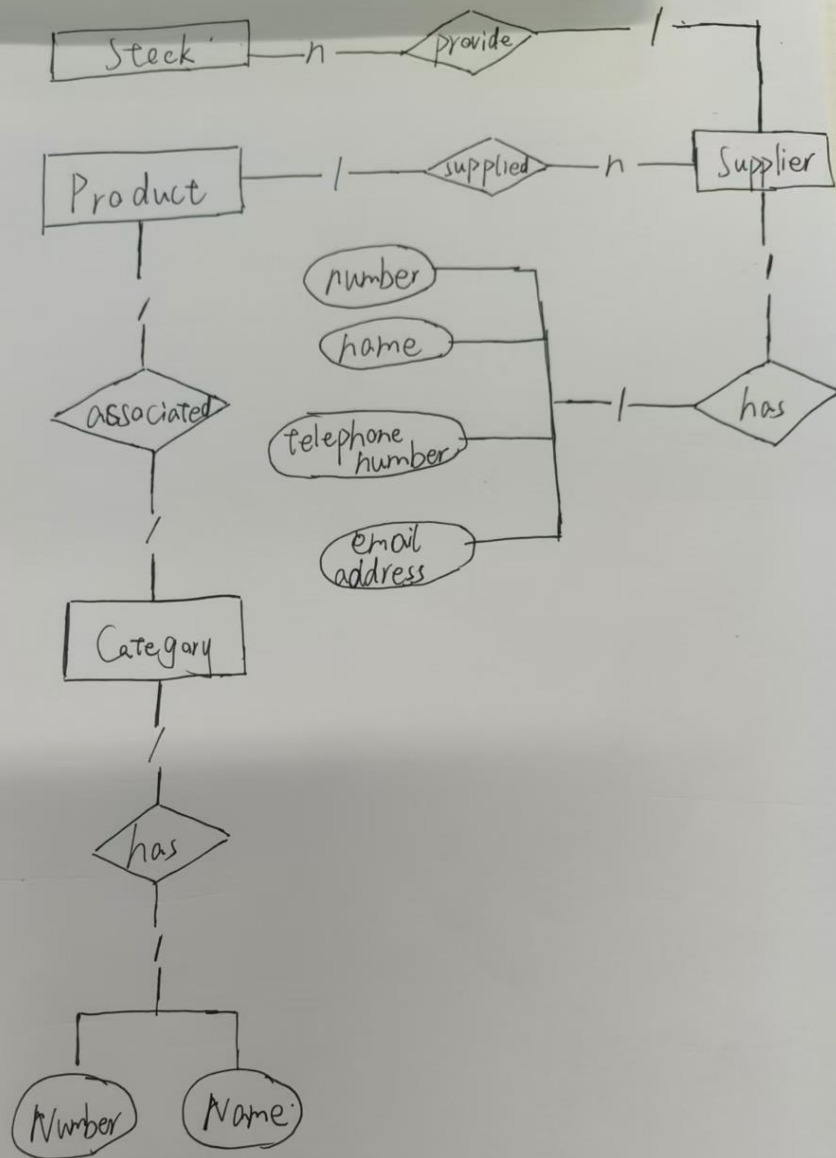 Steck
n
provide
1
Product
1
supplied
n
Supplier
1
1
number
name
telephone
number
email
address
1
has
associated
1
Category
1
has
1
Number
Name